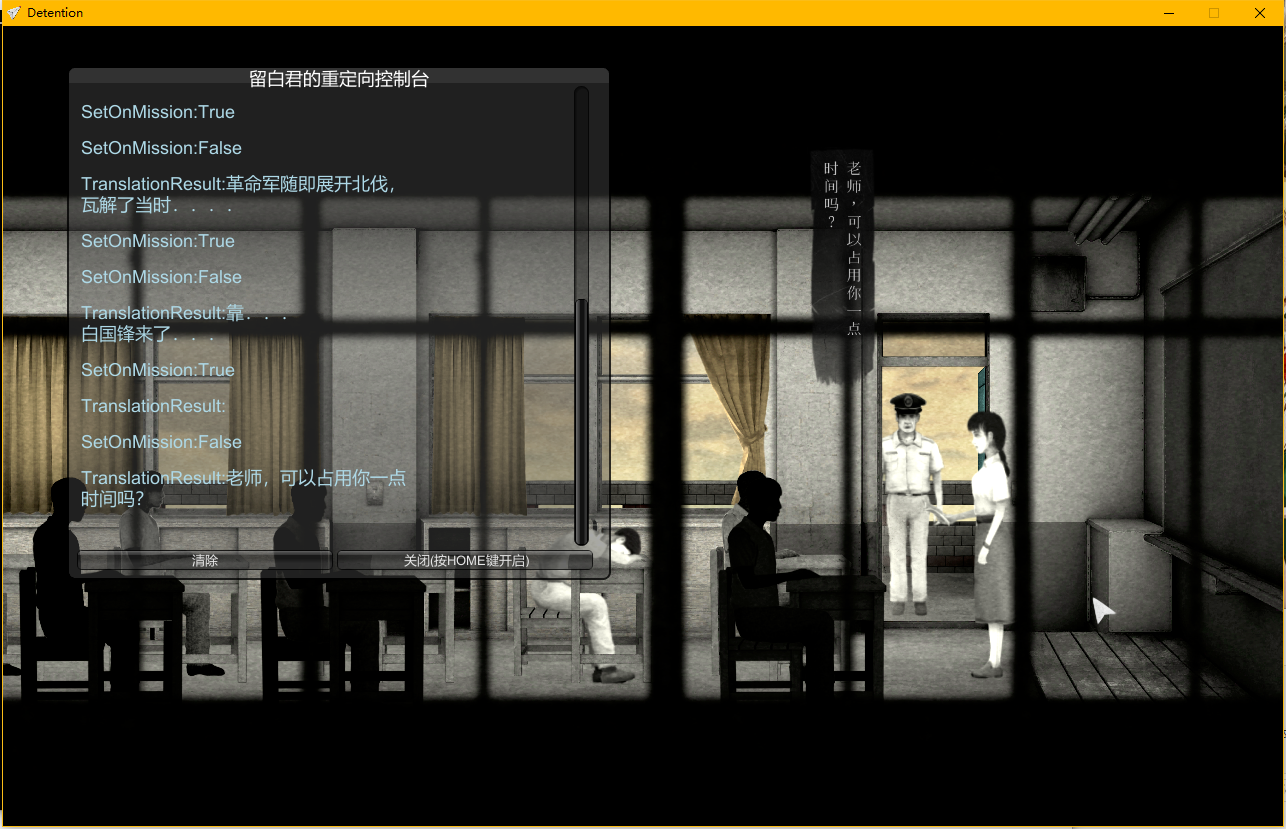 Detention
留白君的重定向控制台
SetOnMission:True
SetOnMission:False
TranslationResult:革命军随即展开北伐，
瓦解了当时．．．．
SetOnMission:True
SetOnMission:False
TranslationResult:靠．．．
白国锋来了．．．
SetOnMission:True
TranslationResult:
SetOnMission:False
TranslationResult:老师，可以占用你一点
时间吗?
清除
关闭(按HOME键开启)
老师，可以占用你一点
时间吗？